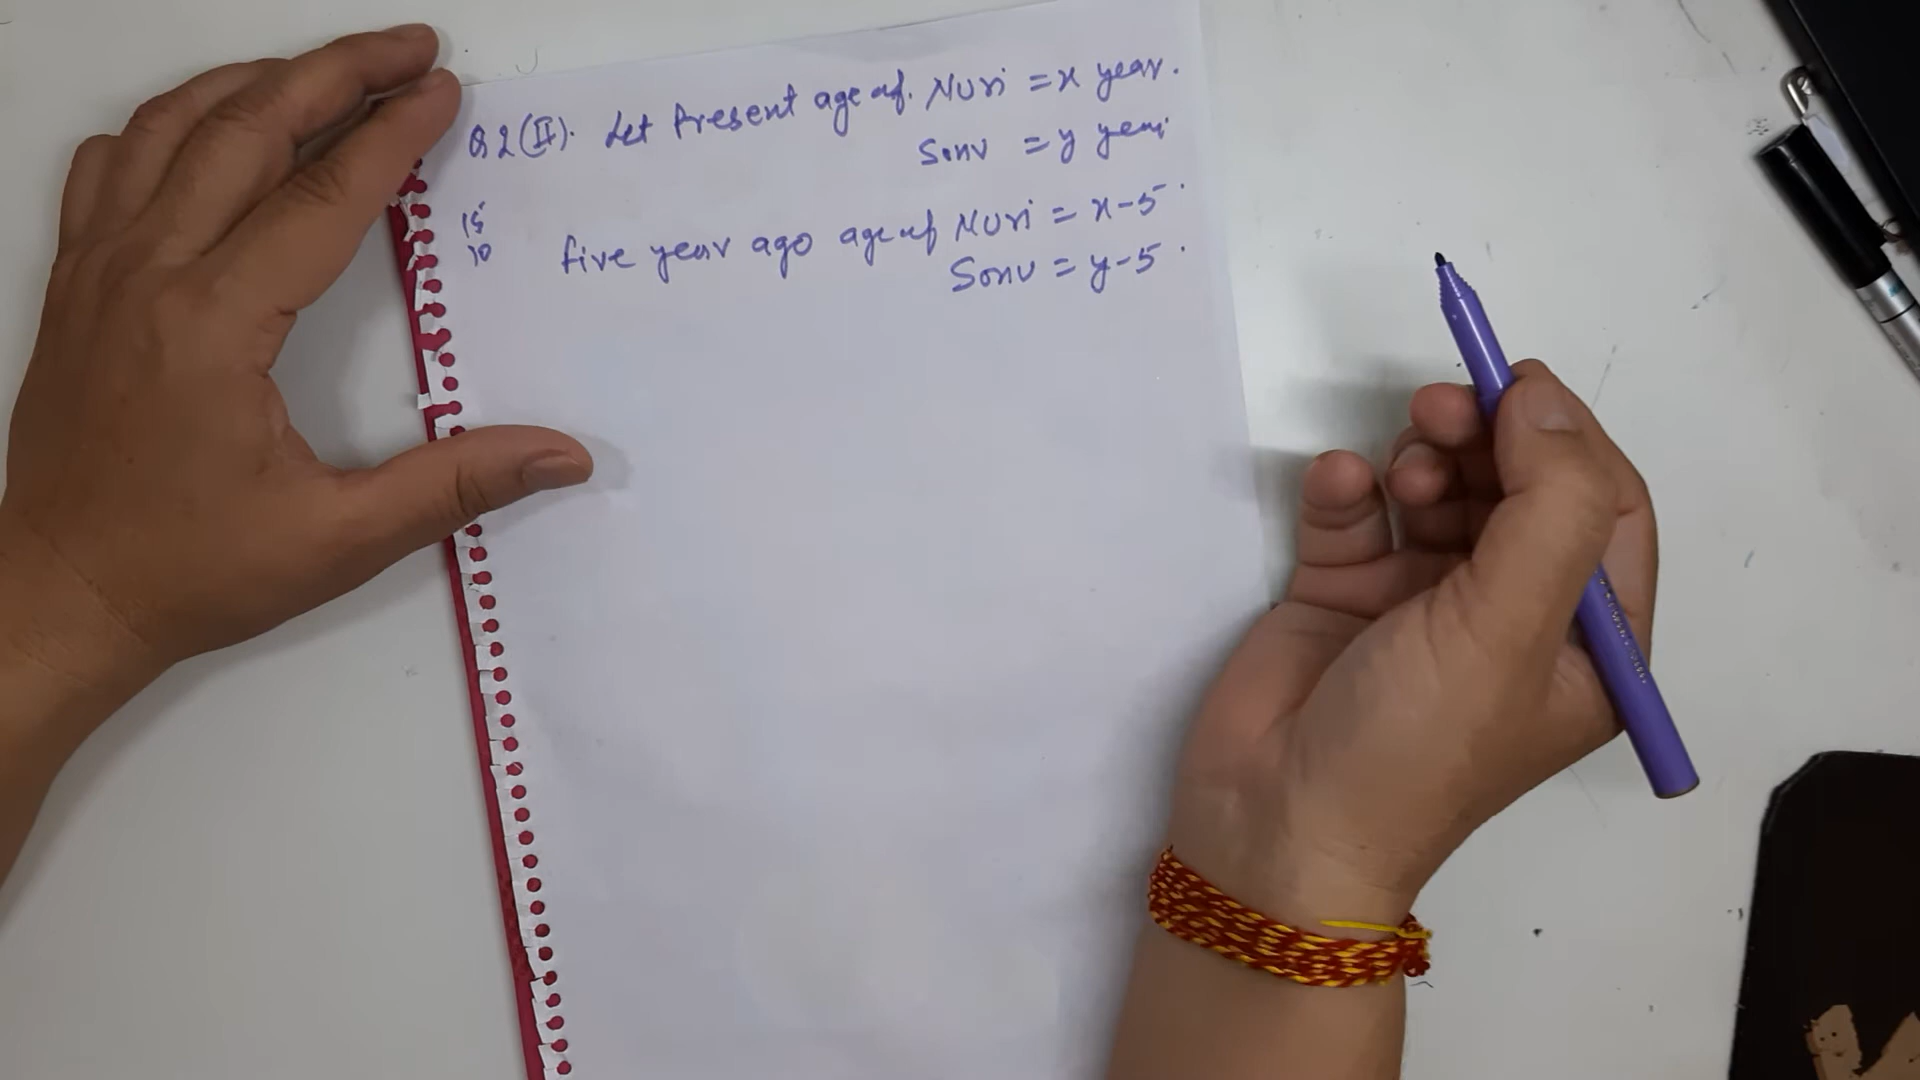 Q2(II). Let Present age of. Nuri = x year.
Sonu = y year
15
10
five year ago age of Nuri = x-5.
Sonu = y-5.